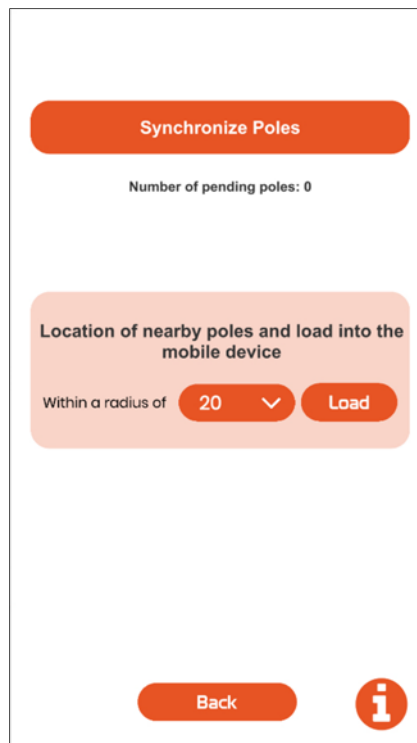 Synchronize Poles
Number of pending poles: 0
Location of nearby poles and load into the
mobile device
Within a radius of 20 Load
Back
i